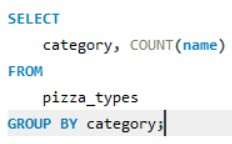 SELECT
    category, COUNT(name)
FROM
    pizza_types
GROUP BY category;